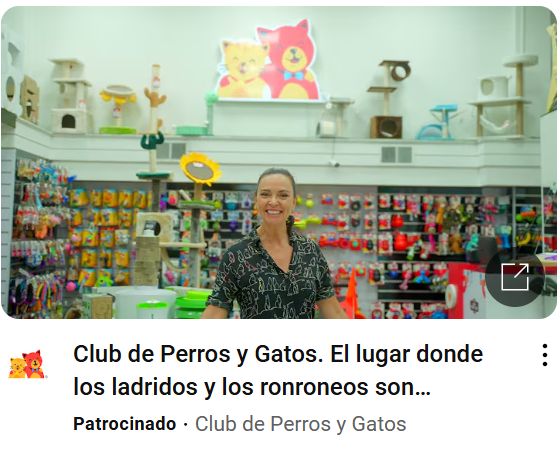 Club de Perros y Gatos. El lugar donde
los ladridos y los ronroneos son...
Patrocinado · Club de Perros y Gatos